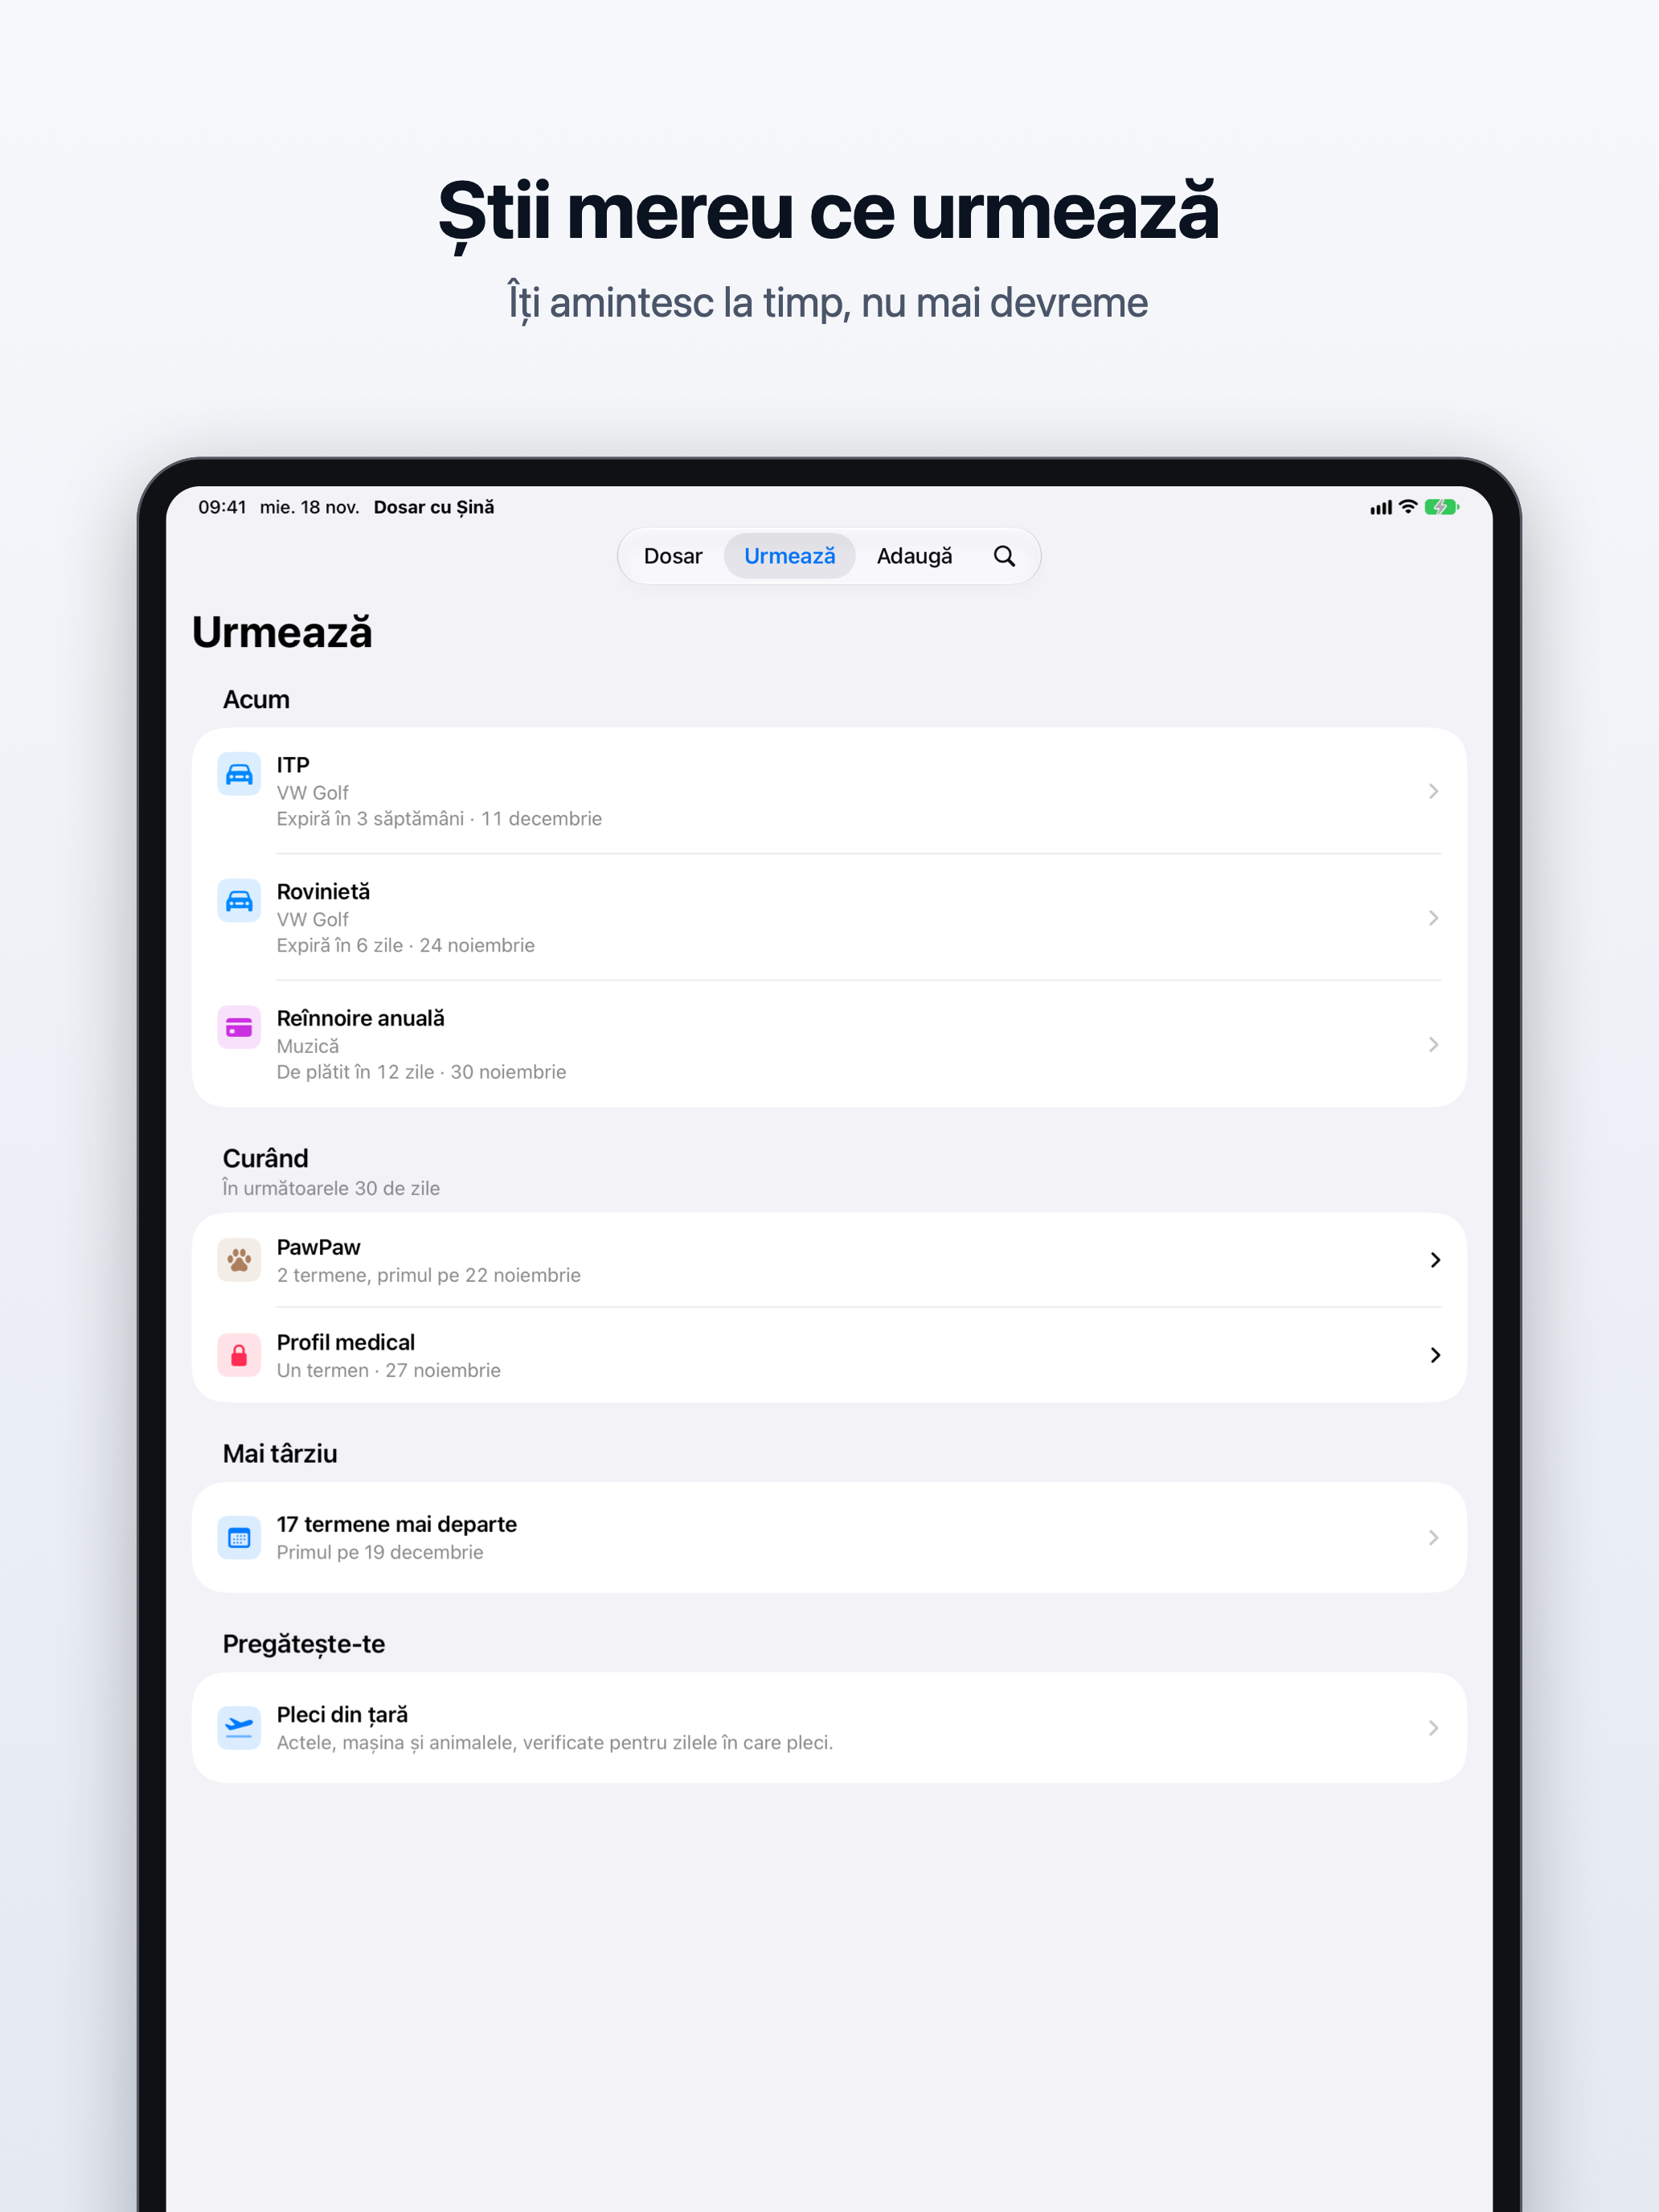 Știi mereu ce urmează
Îți amintesc la timp, nu mai devreme
09:41 mie. 18 nov. Dosar cu Șină
Dosar Urmează Adaugă
Urmează
Acum
ITP
VW Golf
Expiră în 3 săptămâni · 11 decembrie
Rovinietă
VW Golf
Expiră în 6 zile · 24 noiembrie
Reînnoire anuală
Muzică
De plătit în 12 zile · 30 noiembrie
Curând
În următoarele 30 de zile
PawPaw
2 termene, primul pe 22 noiembrie
Profil medical
Un termen · 27 noiembrie
Mai târziu
17 termene mai departe
Primul pe 19 decembrie
Pregătește-te
Pleci din țară
Actele, mașina și animalele, verificate pentru zilele în care pleci.